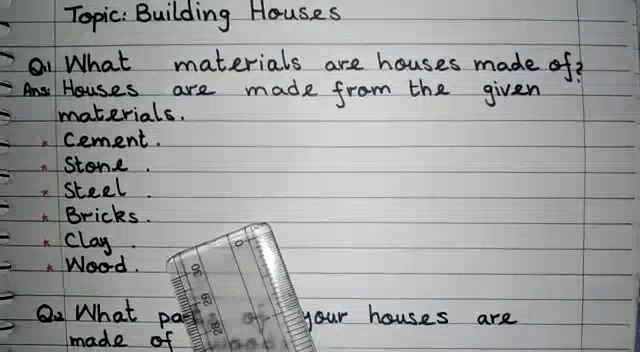 Topic: Building Houses
Q1 What materials are houses made of?
Ans: Houses are made from the given
materials.
* Cement.
* Stone.
* Steel.
* Bricks.
* Clay.
* Wood.
Q2 What your houses are
made of